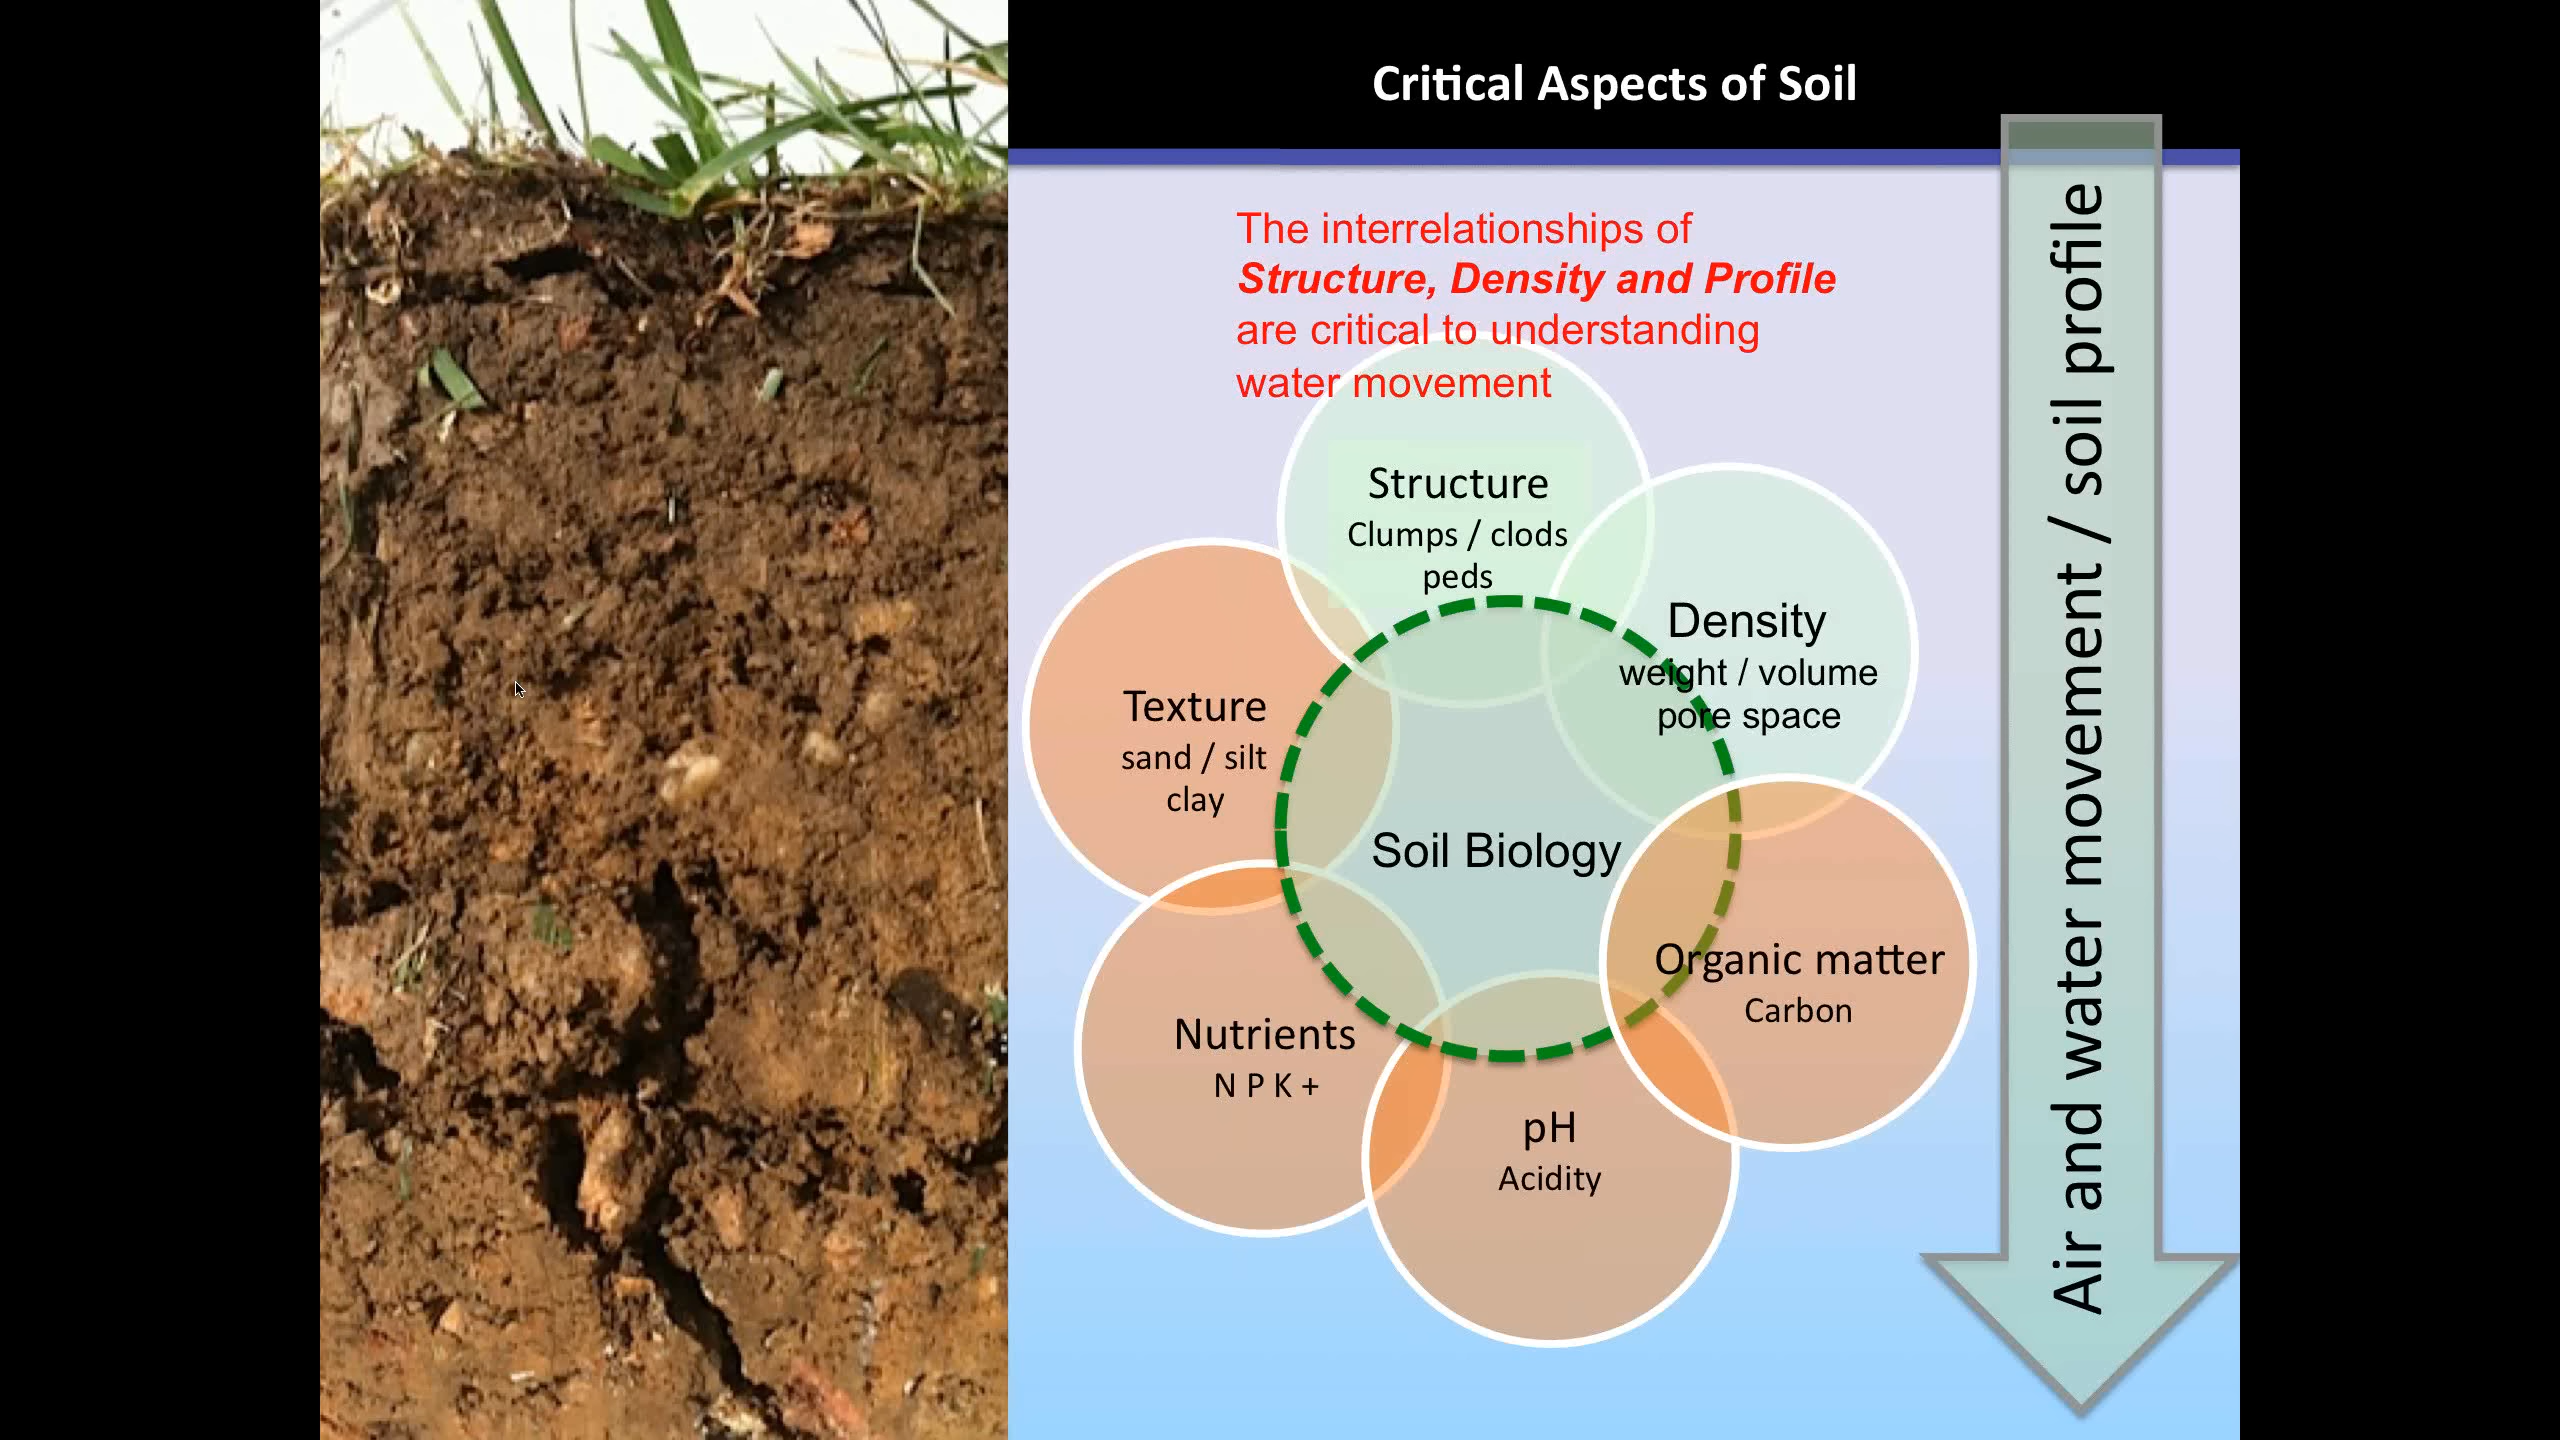 Critical Aspects of Soil
The interrelationships of
Structure, Density and Profile
are critical to understanding
water movement
Structure
Clumps / clods
peds
Density
weight / volume
pore space
Texture
sand / silt
clay
Soil Biology
Organic matter
Carbon
Nutrients
N P K +
pH
Acidity
Air and water movement / soil profile